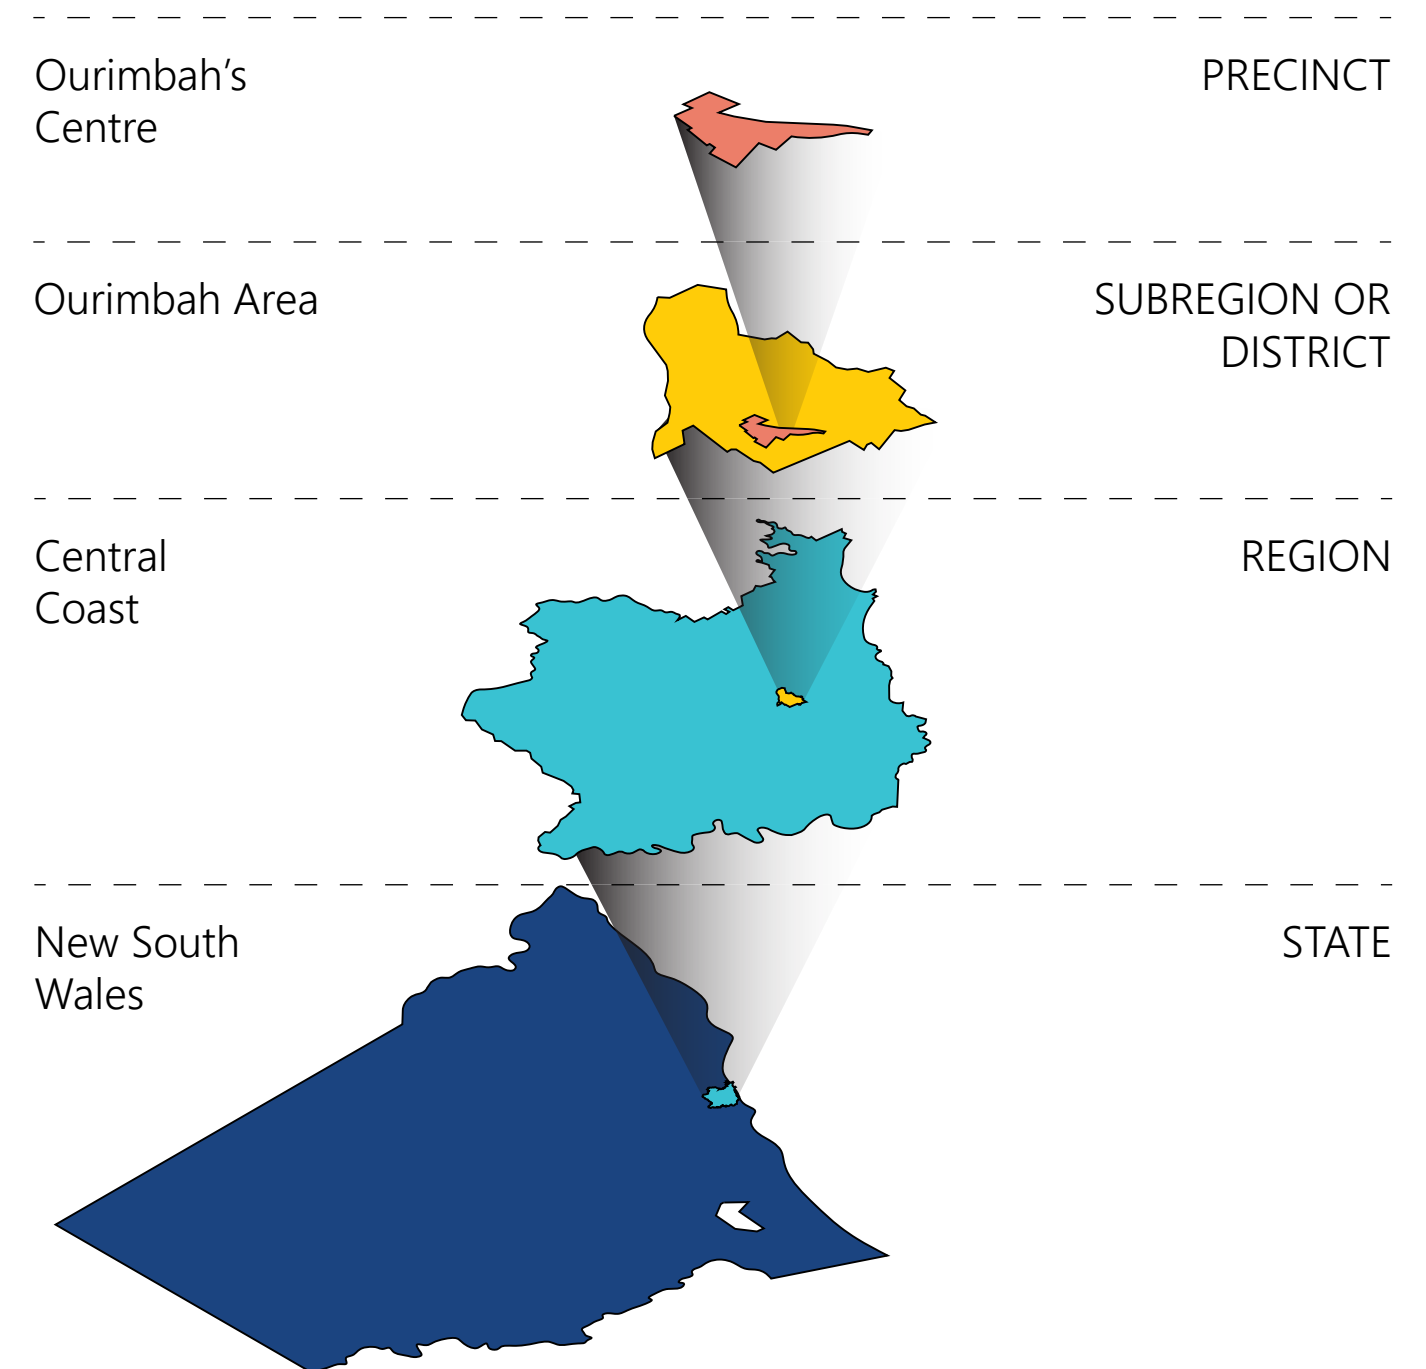 Ourimbah’s
Centre
PRECINCT
Ourimbah Area
SUBREGION OR
DISTRICT
Central
Coast
REGION
New South
Wales
STATE